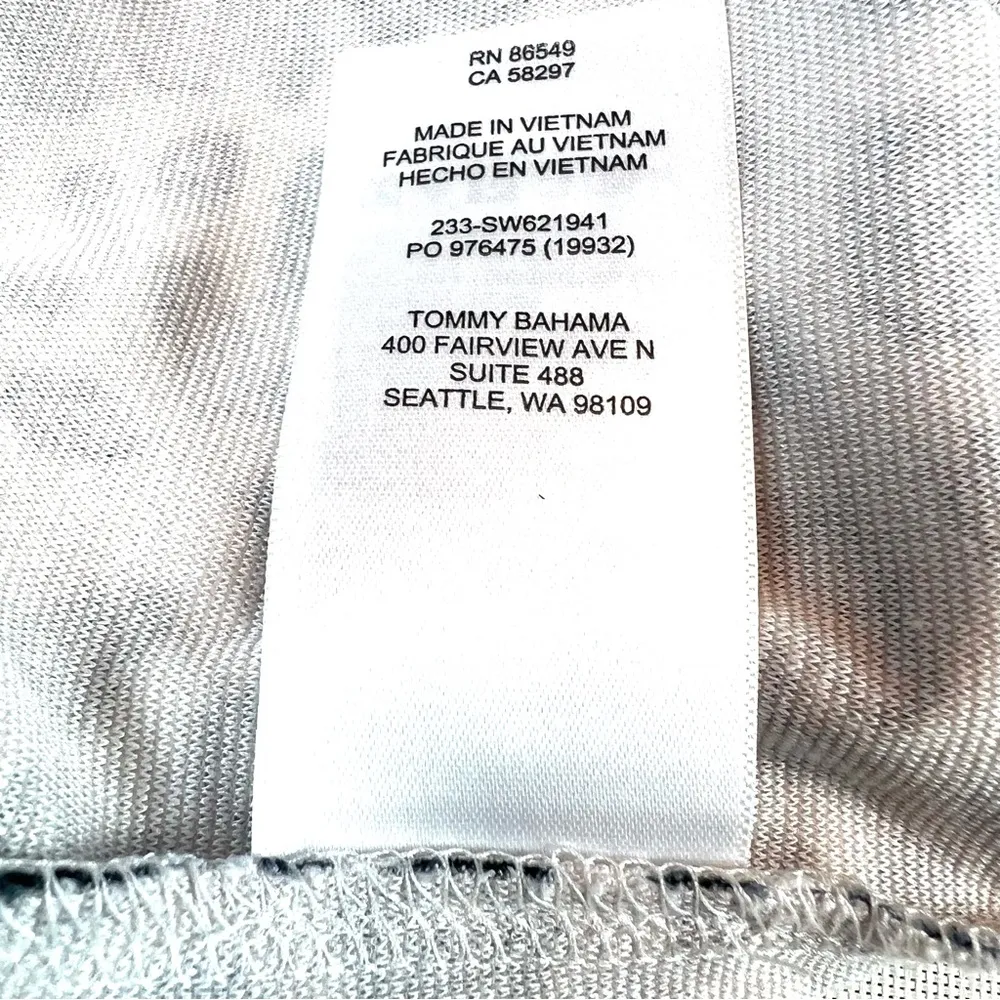 RN 86549
CA 58297
MADE IN VIETNAM
FABRIQUE AU VIETNAM
HECHO EN VIETNAM
233-SW621941
PO 976475 (19932)
TOMMY BAHAMA
400 FAIRVIEW AVE N
SUITE 488
SEATTLE, WA 98109